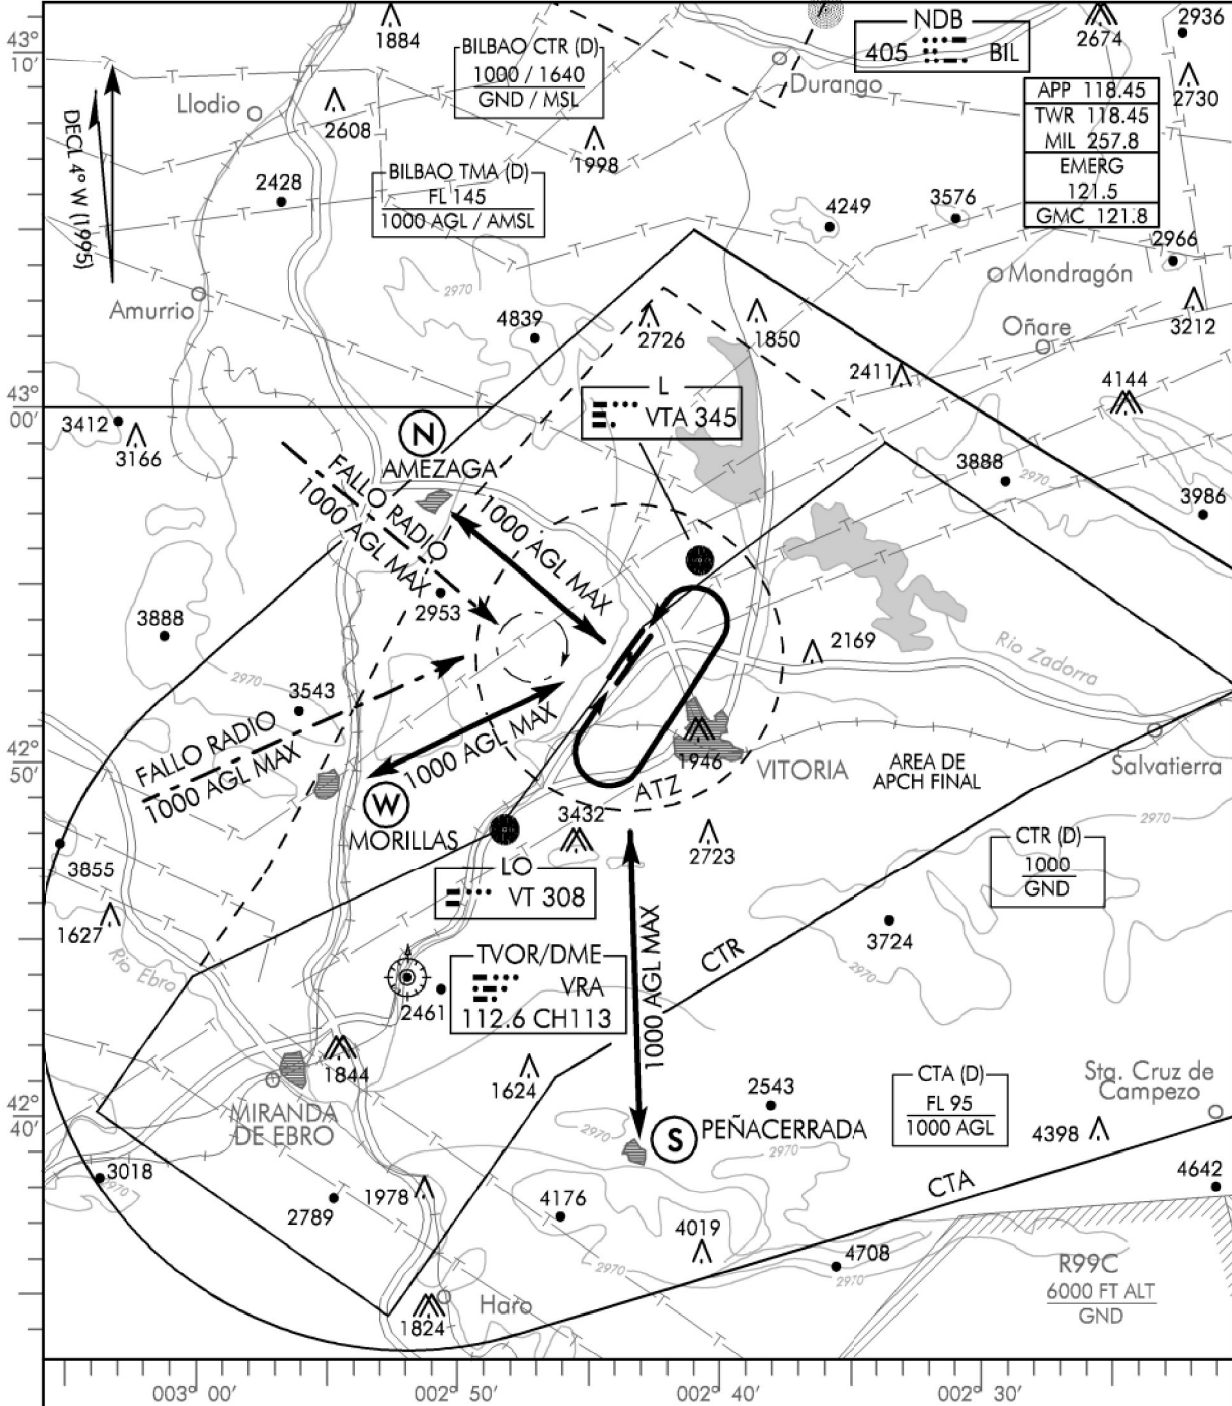 43°
10'
1884
BILBAO CTR (D)
1000 / 1640
GND / MSL
NDB
405 BIL
2674
2936
2730
Llodio
2608
1998
Durango
APP 118.45
TWR 118.45
MIL 257.8
EMERG
121.5
GMC 121.8
DECL 4° W (1995)
2428
BILBAO TMA (D)
FL 145
1000 AGL / AMSL
4249
3576
2966
Mondragón
Amurrio
2970
4839
2726
1850
Oñare
3212
2411
4144
43°
00'
3412
3166
N
AMEZAGA
L
VTA 345
3888
2970
3986
FALLO RADIO
1000 AGL MAX
1000 AGL MAX
2953
3888
2970
3543
2169
Rio Zadorra
FALLO RADIO
1000 AGL MAX
1000 AGL MAX
42°
50'
W
MORILLAS
1946
VITORIA
ATZ
AREA DE
APCH FINAL
Salvatierra
3855
3432
2723
2970
CTR (D)
1000
GND
LO
VT 308
1627
Rio Ebro
3724
2970
CTR
1000 AGL MAX
TVOR/DME
VRA
112.6 CH113
2461
1844
1624
2543
CTA (D)
FL 95
1000 AGL
Sta. Cruz de
Campezo
42°
40'
MIRANDA
DE EBRO
2970
S
PEÑACERRADA
2970
4398
3018
2970
2789
1978
4176
4019
CTA
4642
2970
4708
2970
R99C
6000 FT ALT
GND
Haro
1824
003° 00'
002° 50'
002° 40'
002° 30'